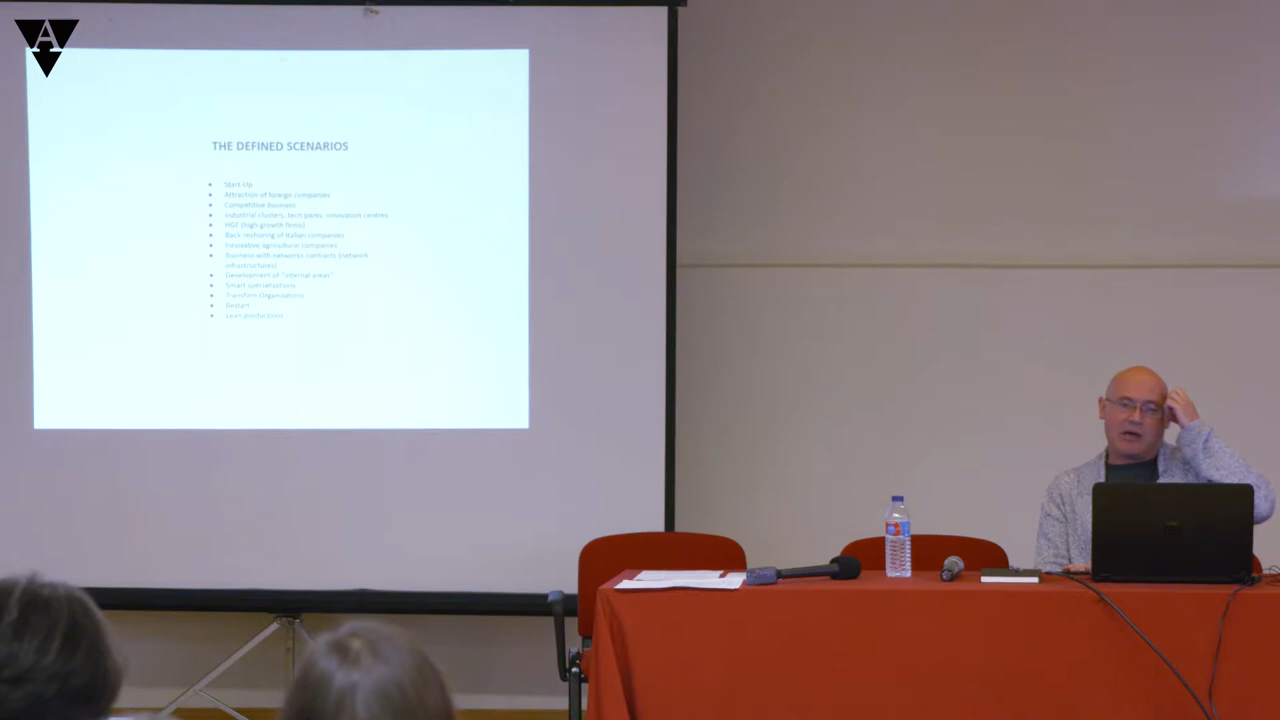 A
THE DEFINED SCENARIOS
• Start-Up
• Attraction of foreign companies
• Competitive business
• Industrial clusters, tech parks, innovation centres
• HGF (high growth firms)
• Back reshoring of Italian companies
• Innovative agricultural companies
• Business with networks contracts (network
infrastructures)
• Development of "internal areas"
• Smart specializations
• Transform Organizations
• Restart
• Lean productions